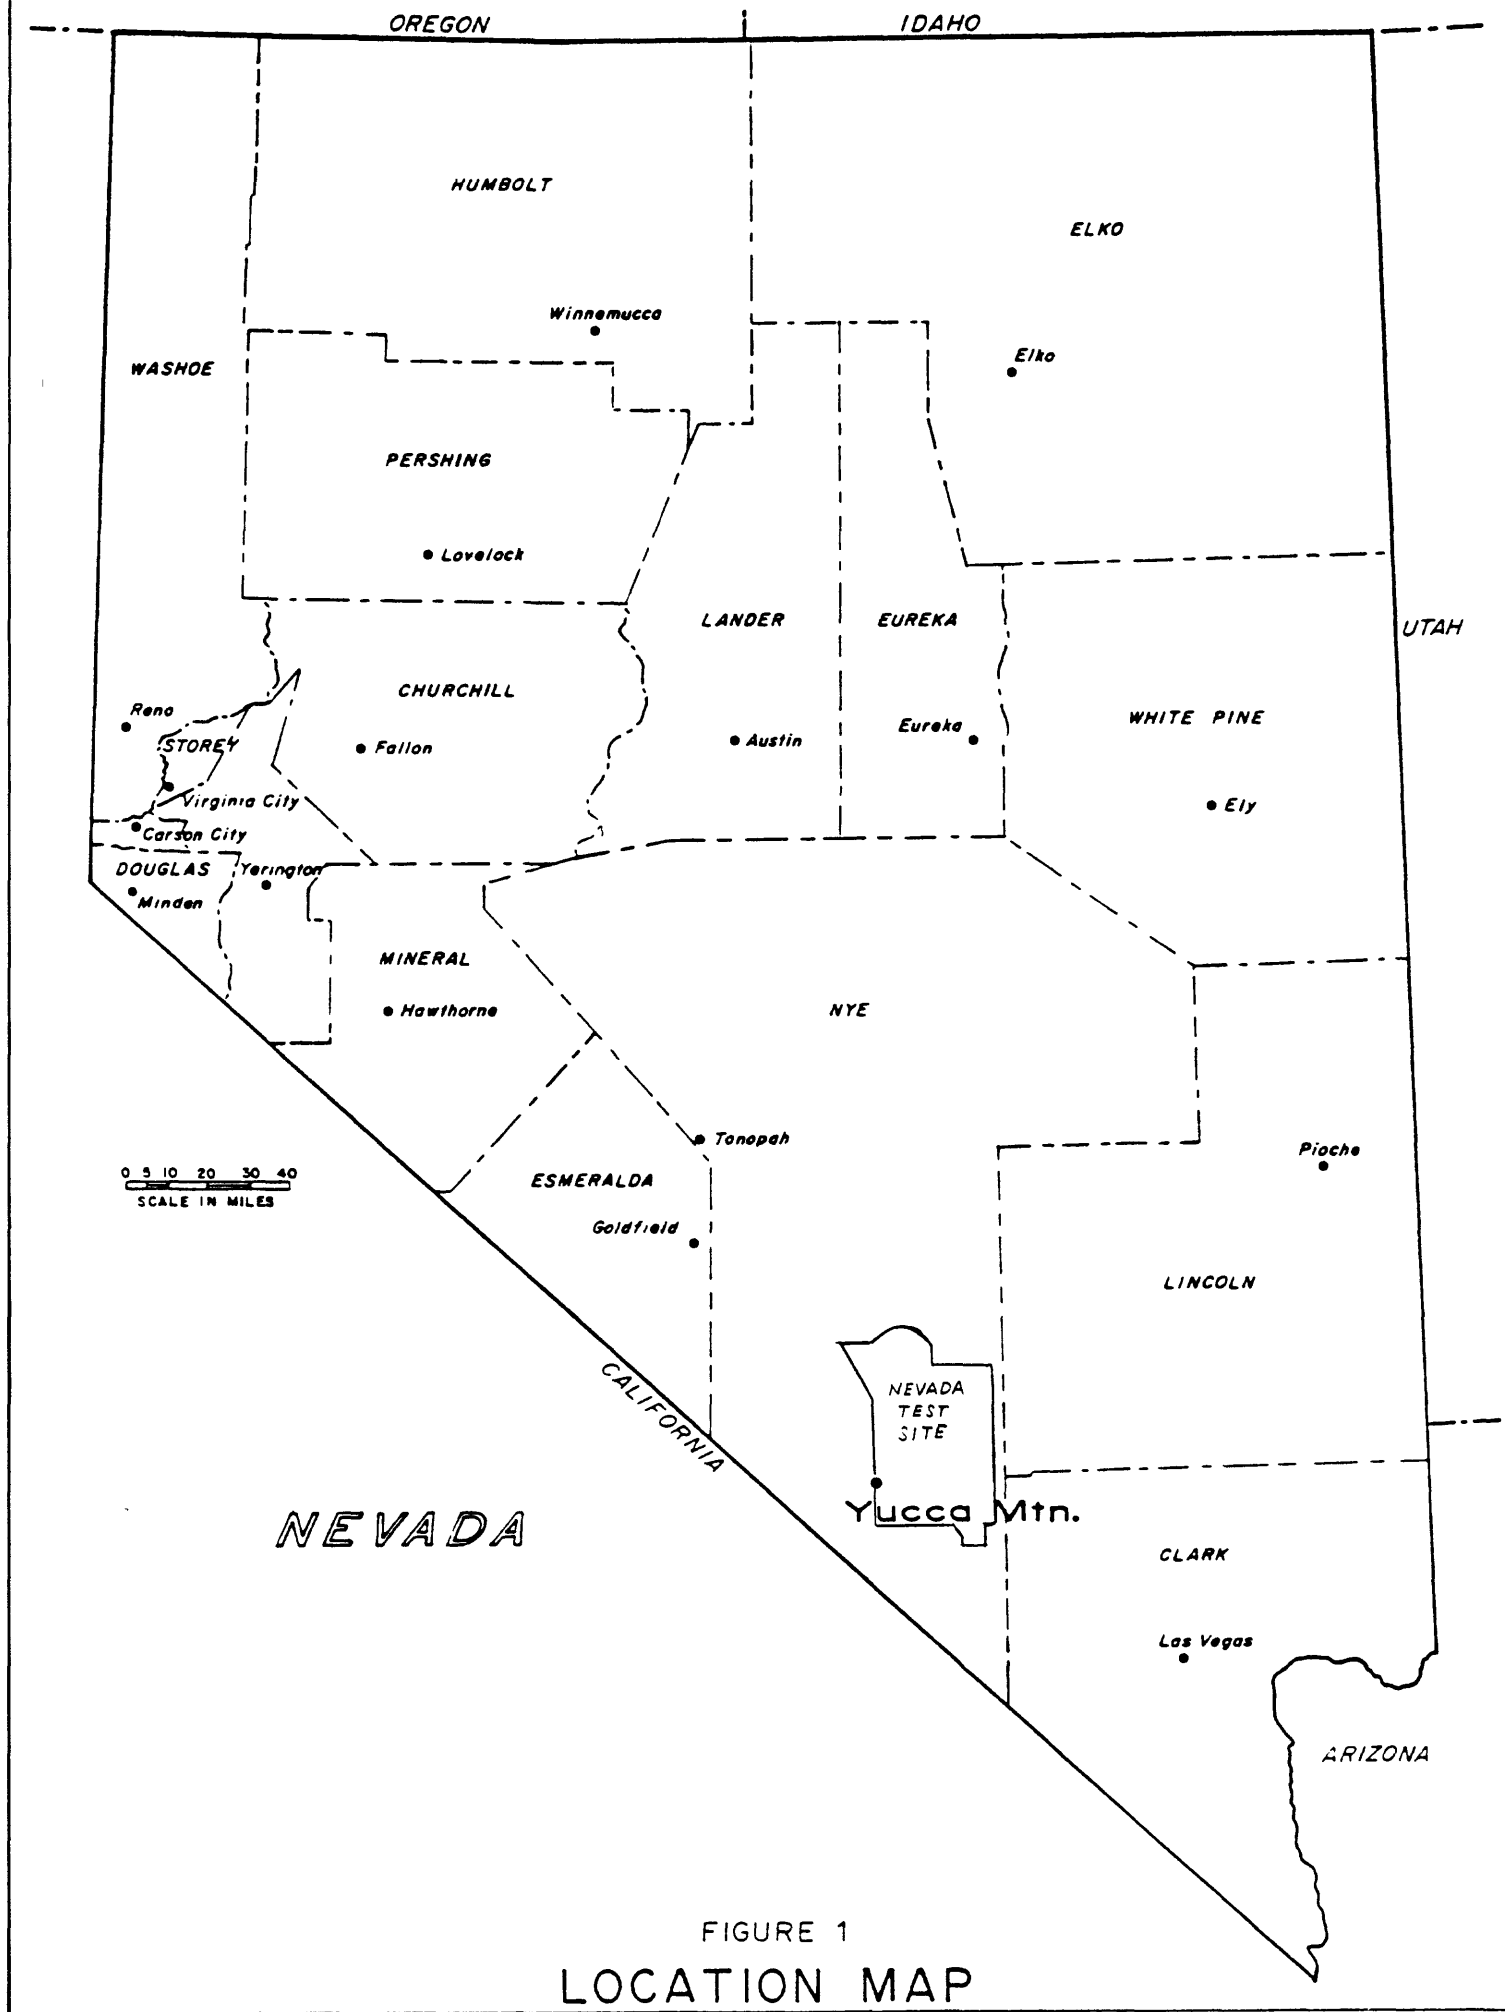 OREGON
IDAHO
HUMBOLT
ELKO
Winnemucca
Elko
WASHOE
PERSHING
Lovelock
LANDER
EUREKA
UTAH
CHURCHILL
Reno
WHITE PINE
STOREY
Fallon
Austin
Eureka
Virginia City
Ely
Carson City
DOUGLAS
Yerington
Minden
MINERAL
Hawthorne
NYE
Tonopah
Pioche
0 5 10 20 30 40
SCALE IN MILES
ESMERALDA
Goldfield
LINCOLN
CALIFORNIA
NEVADA
TEST
SITE
Yucca Mtn.
NEVADA
CLARK
Las Vegas
ARIZONA
FIGURE 1
LOCATION MAP